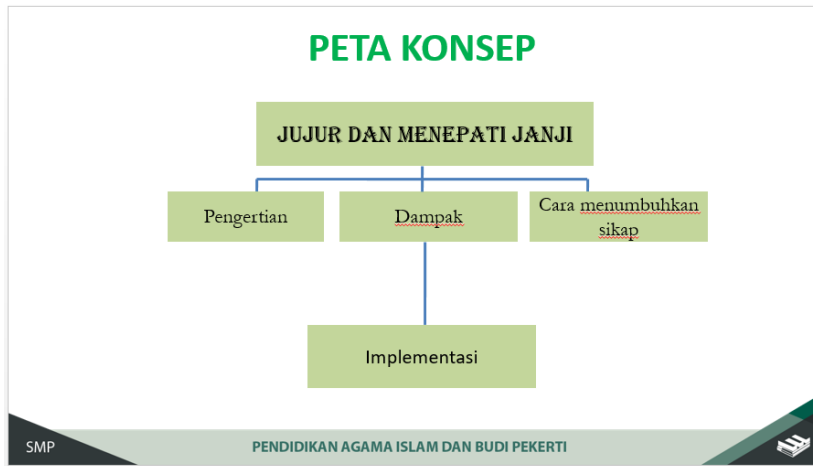 PETA KONSEP
JUJUR DAN MENEPATI JANJI
Pengertian
Dampak
Cara menumbuhkan
sikap
Implementasi
SMP
PENDIDIKAN AGAMA ISLAM DAN BUDI PEKERTI